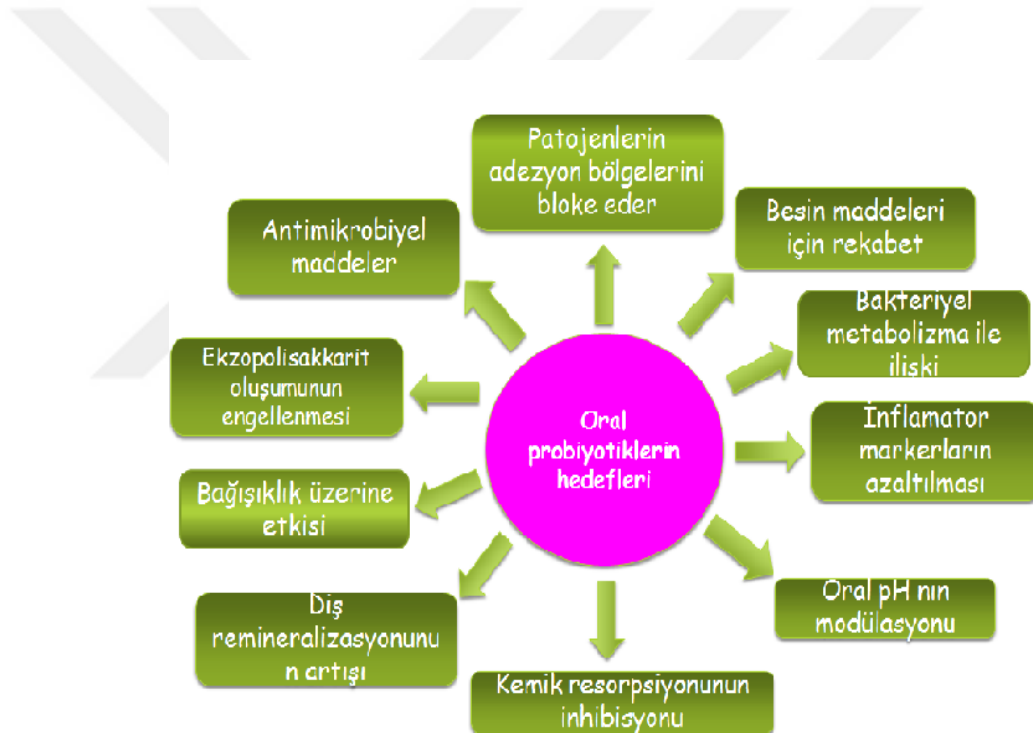 Patojenlerin
adezyon bölgelerini
bloke eder
Besin maddeleri
için rekabet
Antimikrobiyel
maddeler
Bakteriyel
metabolizma ile
ilişki
Ekzopolisakkarit
oluşumunun
engellenmesi
Oral
probiyotiklerin
hedefleri
İnflamator
markerların
azaltılması
Bağışıklık üzerine
etkisi
Oral pH nın
modülasyonu
Diş
remineralizasyonunu
n artışı
Kemik resorpsiyonunun
inhibisyonu